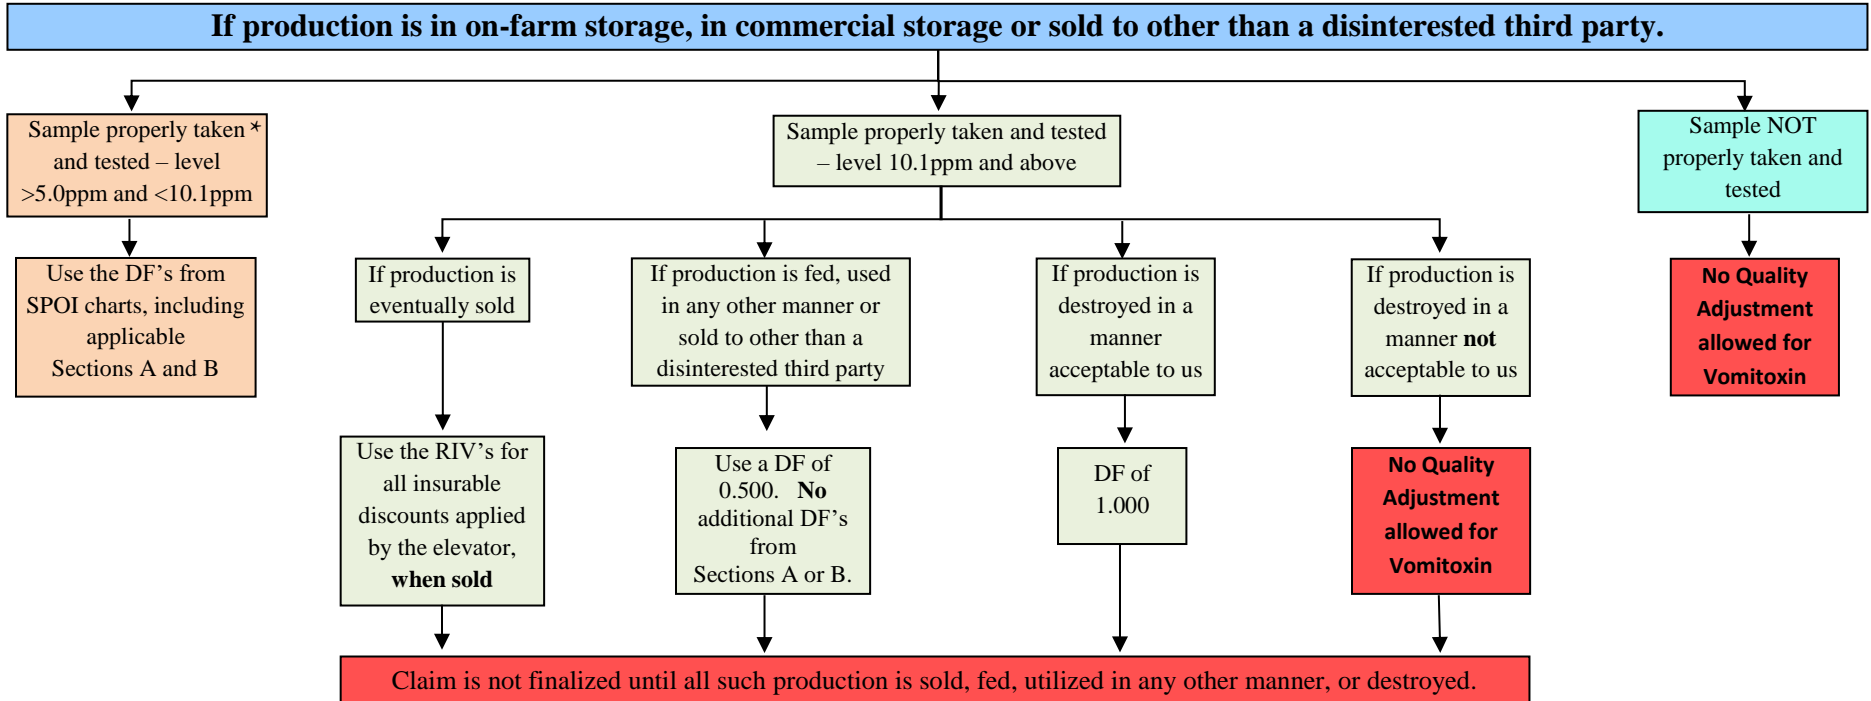 If production is in on-farm storage, in commercial storage or sold to other than a disinterested third party.
Sample properly taken *
and tested – level
>5.0ppm and <10.1ppm
Sample properly taken and tested
– level 10.1ppm and above
Sample NOT
properly taken and
tested
Use the DF's from
SPOI charts, including
applicable
Sections A and B
If production is
eventually sold
If production is fed, used
in any other manner or
sold to other than a
disinterested third party
If production is
destroyed in a
manner
acceptable to us
If production is
destroyed in a
manner not
acceptable to us
No Quality
Adjustment
allowed for
Vomitoxin
Use the RIV's for
all insurable
discounts applied
by the elevator,
when sold
Use a DF of
0.500. No
additional DF's
from
Sections A or B.
DF of
1.000
No Quality
Adjustment
allowed for
Vomitoxin
Claim is not finalized until all such production is sold, fed, utilized in any other manner, or destroyed.